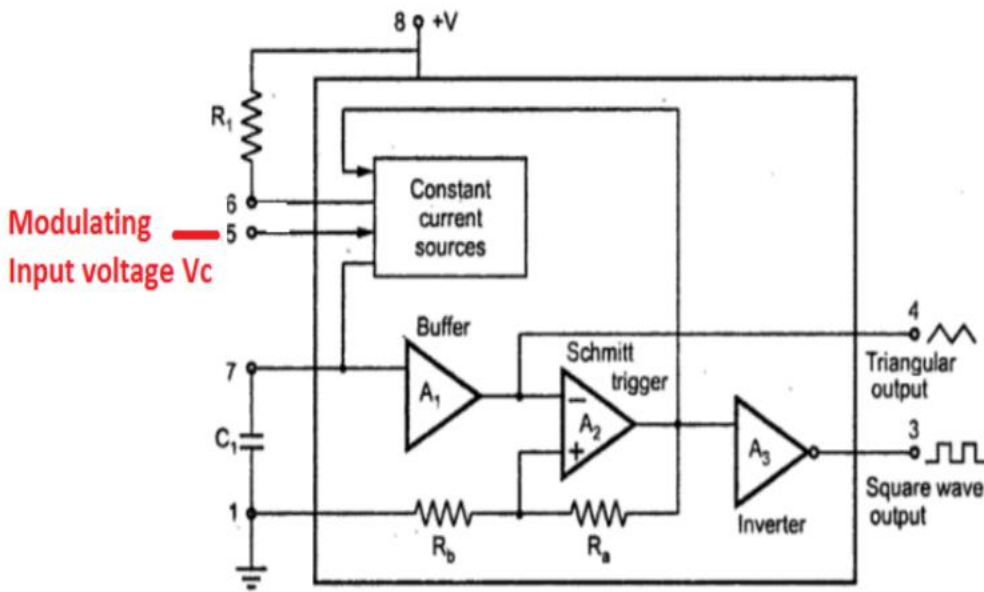 8 +V
R1
6
Modulating
5
Input voltage Vc
Constant
current
sources
Buffer
Schmitt
trigger
4
Triangular
output
7
A1
A2
A3
C1
3
Square wave
output
Inverter
1
Rb
Ra